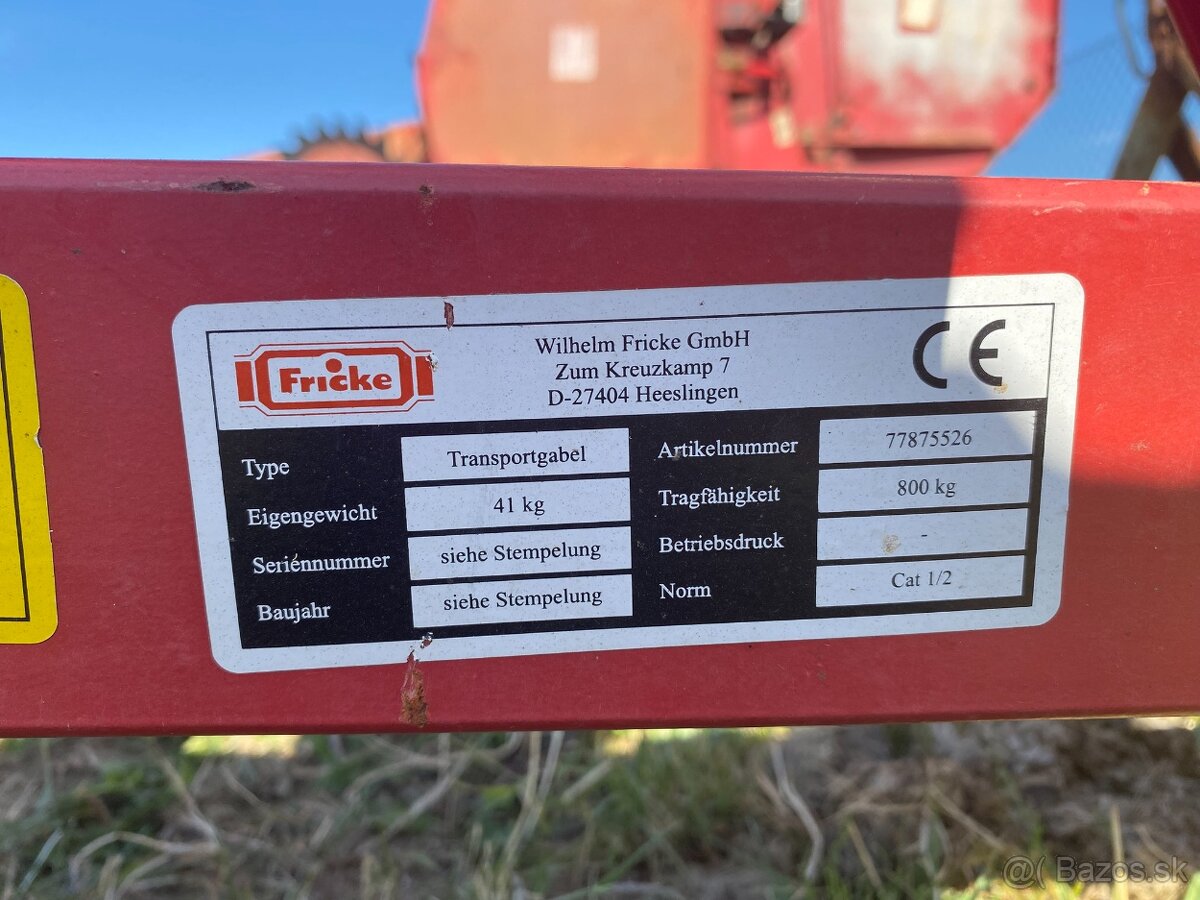 Fricke
Wilhelm Fricke GmbH
Zum Kreuzkamp 7
D-27404 Heeslingen
CE
Type Transportgabel
Eigengewicht 41 kg
Seriennummer siehe Stempelung
Baujahr siehe Stempelung
Artikelnummer 77875526
Tragfähigkeit 800 kg
Betriebsdruck -
Norm Cat 1/2
@( Bazos.sk